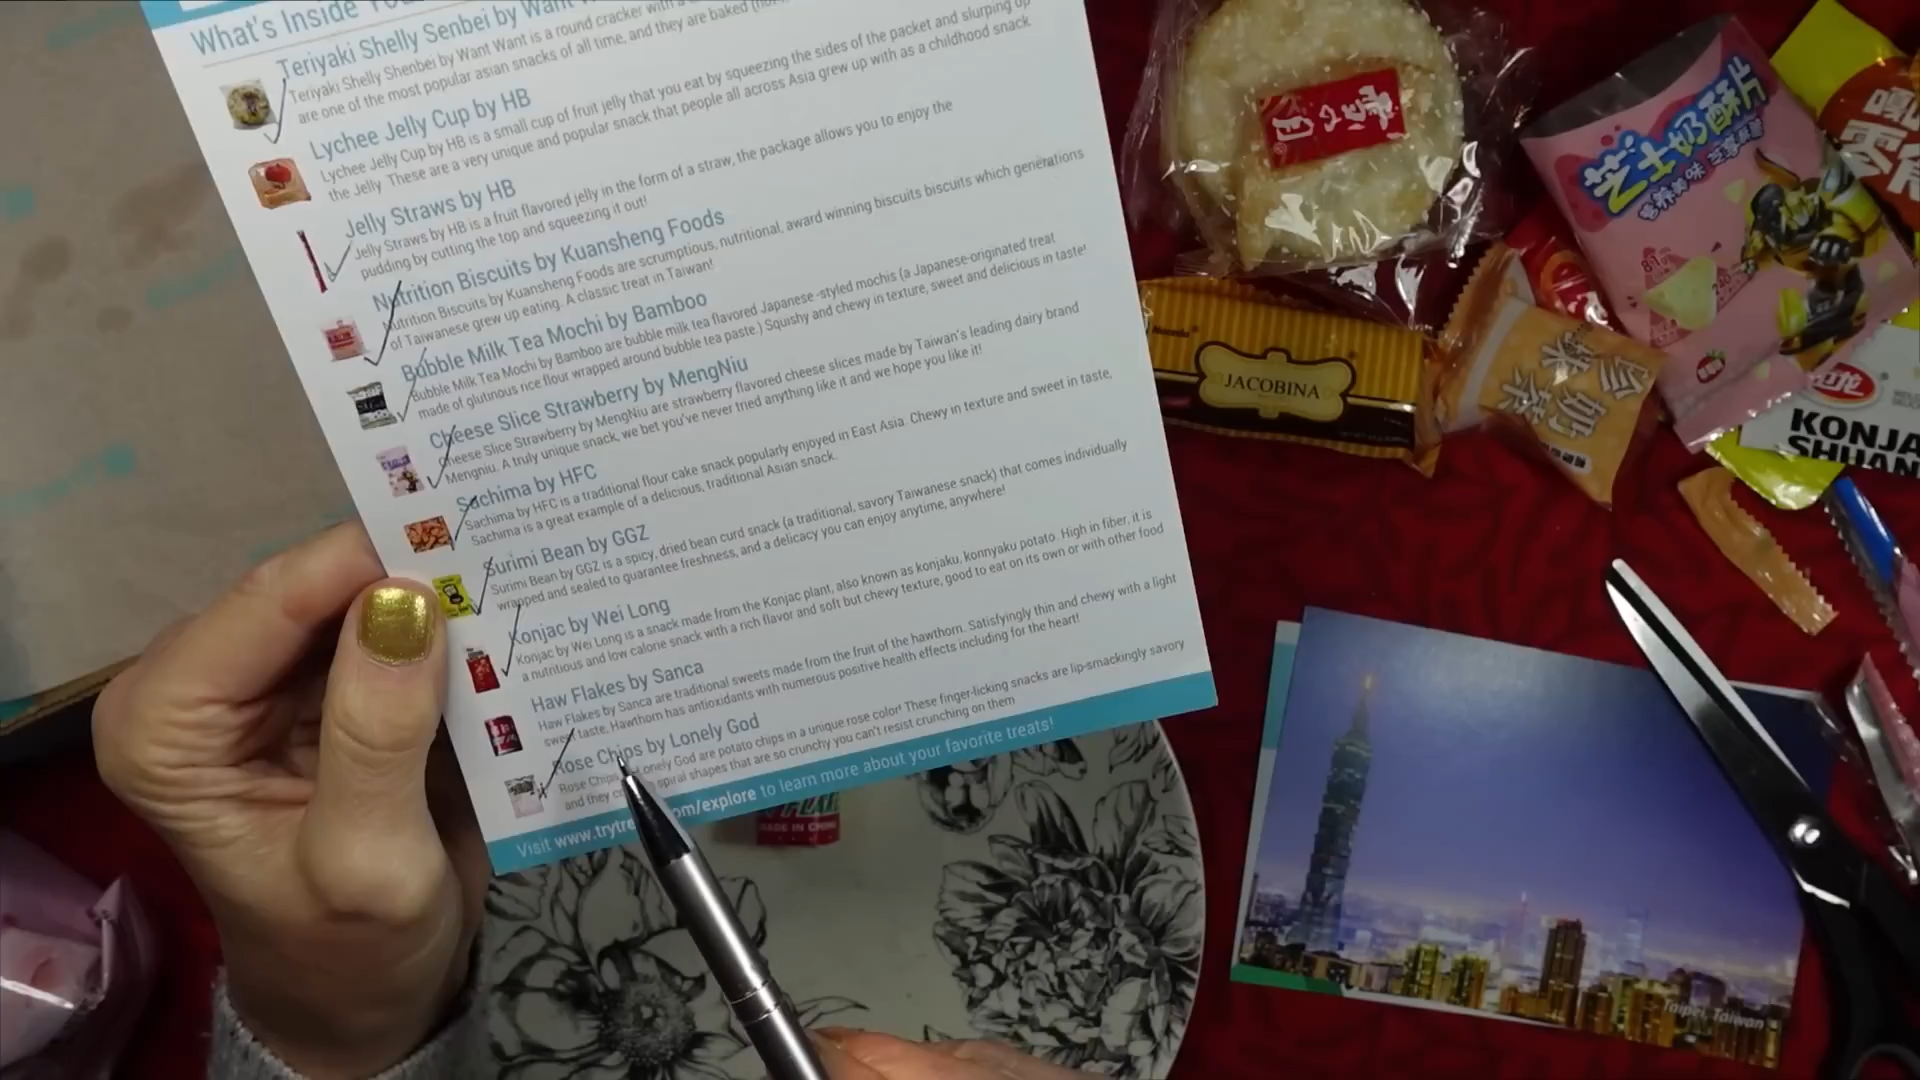 What's Inside
Teriyaki Shelly Senbei by Want
Teriyaki Shelly Shenbei by Want Want is a round cracker with
are one of the most popular asian snacks of all time, and they are baked
Lychee Jelly Cup by HB
Lychee Jelly Cup by HB is a small cup of fruit jelly that you eat by squeezing the sides of the packet and slurping up
the Jelly. These are a very unique and popular snack that people all across Asia grew up with as a childhood snack
Jelly Straws by HB
Jelly Straws by HB is a fruit flavored jelly in the form of a straw, the package allows you to enjoy the
pudding by cutting the top and squeezing it out!
Nutrition Biscuits by Kuansheng Foods
Nutrition Biscuits by Kuansheng Foods are scrumptious, nutritional, award winning biscuits biscuits which generations
of Taiwanese grew up eating. A classic treat in Taiwan!
Bubble Milk Tea Mochi by Bamboo
Bubble Milk Tea Mochi by Bamboo are bubble milk tea flavored Japanese-styled mochis (a Japanese-originated treat
made of glutinous rice flour wrapped around bubble tea paste.) Squishy and chewy in texture, sweet and delicious in taste!
Cheese Slice Strawberry by MengNiu
Cheese Slice Strawberry by MengNiu are strawberry flavored cheese slices made by Taiwan's leading dairy brand
Mengniu. A truly unique snack, we bet you've never tried anything like it and we hope you like it!
Sachima by HFC
Sachima by HFC is a traditional flour cake snack popularly enjoyed in East Asia. Chewy in texture and sweet in taste,
Sachima is a great example of a delicious, traditional Asian snack.
Surimi Bean by GGZ
Surimi Bean by GGZ is a spicy, dried bean curd snack (a traditional, savory Taiwanese snack) that comes individually
wrapped and sealed to guarantee freshness, and a delicacy you can enjoy anytime, anywhere!
Konjac by Wei Long
Konjac by Wei Long is a snack made from the Konjac plant, also known as konjaku, konnyaku potato. High in fiber, it is
a nutritious and low calorie snack with a rich flavor and soft but chewy texture, good to eat on its own or with other food
Haw Flakes by Sanca
Haw Flakes by Sanca are traditional sweets made from the fruit of the hawthorn. Satisfyingly thin and chewy with a light
sweet taste, Hawthorn has antioxidants with numerous positive health effects including for the heart!
Rose Chips by Lonely God
Rose Chips Lonely God are potato chips in a unique rose color! These finger-licking snacks are lip-smackingly savory
and they spiral shapes that are so crunchy you can't resist crunching on them
Visit www.trytre om/explore to learn more about your favorite treats!
MADE IN CHINA
芝士奶酥片
JACOBINA
KONJA
SHUAN
Taipei, Taiwan